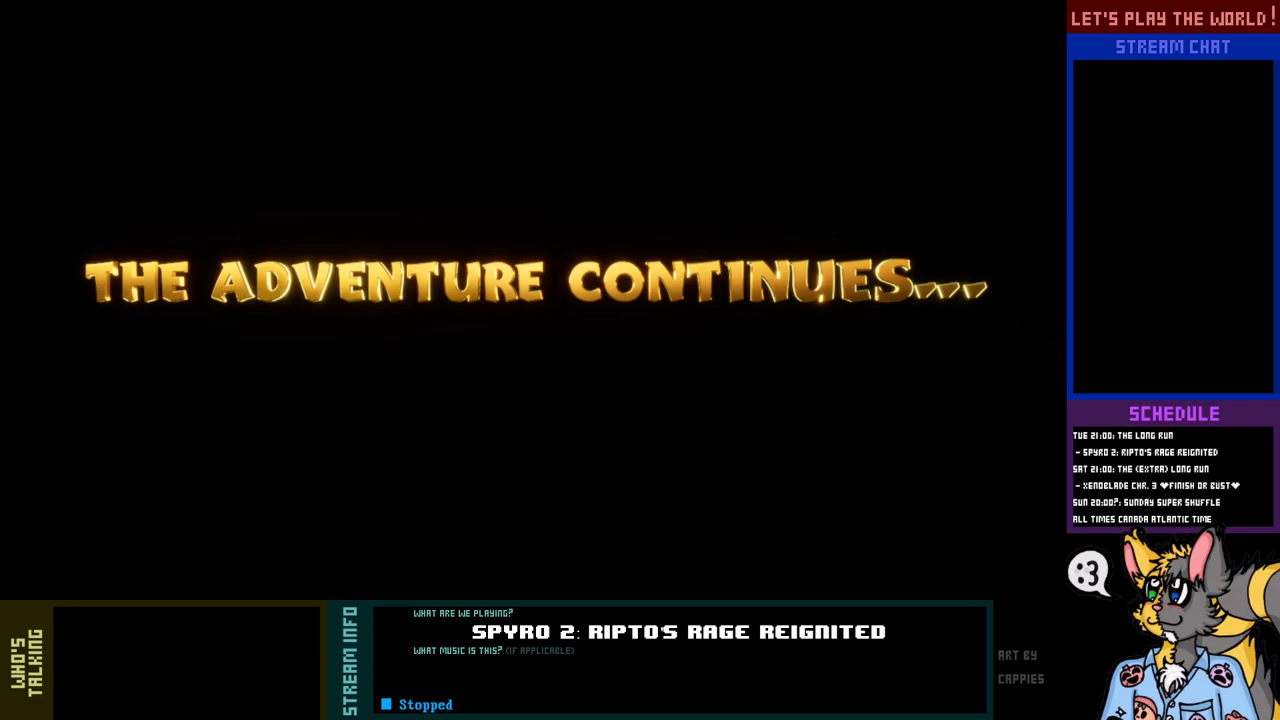 THE ADVENTURE CONTINUES...
LET'S PLAY THE WORLD!
STREAM CHAT
SCHEDULE
TUE 21:00: THE LONG RUN
- SPYRO 2: RIPTO'S RAGE REIGNITED
SAT 21:00: THE (EXTRA) LONG RUN
- XENOBLADE CHR. 3 ♥FINISH OR BUST♥
SUN 20:00?: SUNDAY SUPER SHUFFLE
ALL TIMES CANADA ATLANTIC TIME
:3
WHO'S
TALKING
STREAM INFO
WHAT ARE WE PLAYING?
SPYRO 2: RIPTO'S RAGE REIGNITED
WHAT MUSIC IS THIS? (IF APPLICABLE)
Stopped
ART BY
CAPPIES